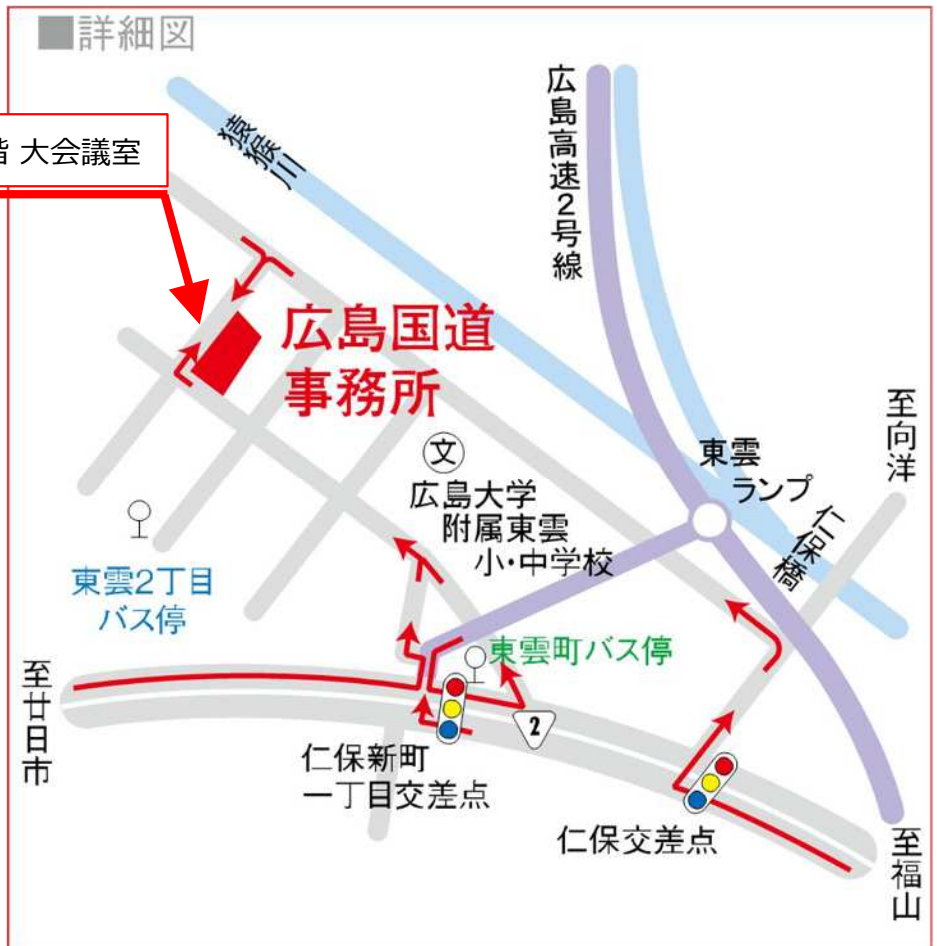 ■詳細図
階 大会議室
猿猴川
広島高速2号線
広島国道
事務所
文
広島大学
附属東雲
小・中学校
東雲
ランプ
至向洋
仁保橋
東雲2丁目
バス停
東雲町バス停
至廿日市
2
仁保新町
一丁目交差点
仁保交差点
至福山